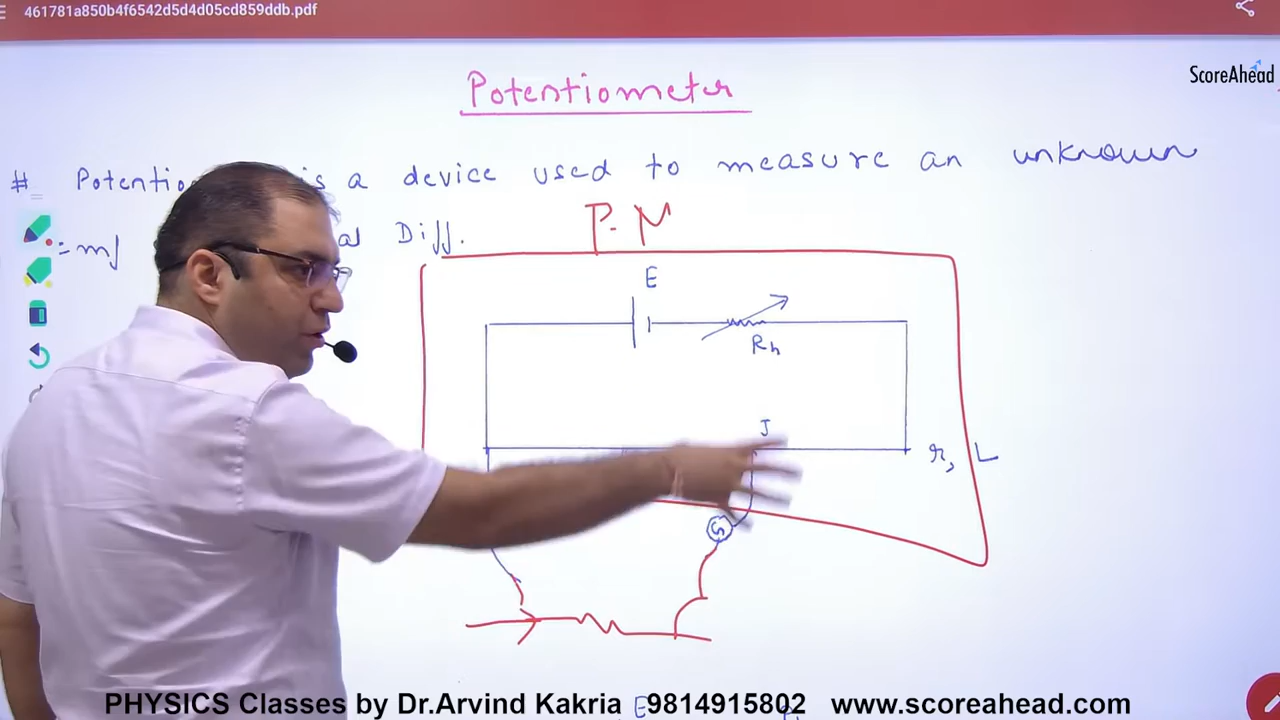 461781a850b4f6542d5d4d05cd859ddb.pdf
ScoreAhead
Potentiometer
# Potentio is a device used to measure an unknown
Diff.
P. M
E
Rh
J
r, L
G
E
PHYSICS Classes by Dr.Arvind Kakria 9814915802 www.scoreahead.com